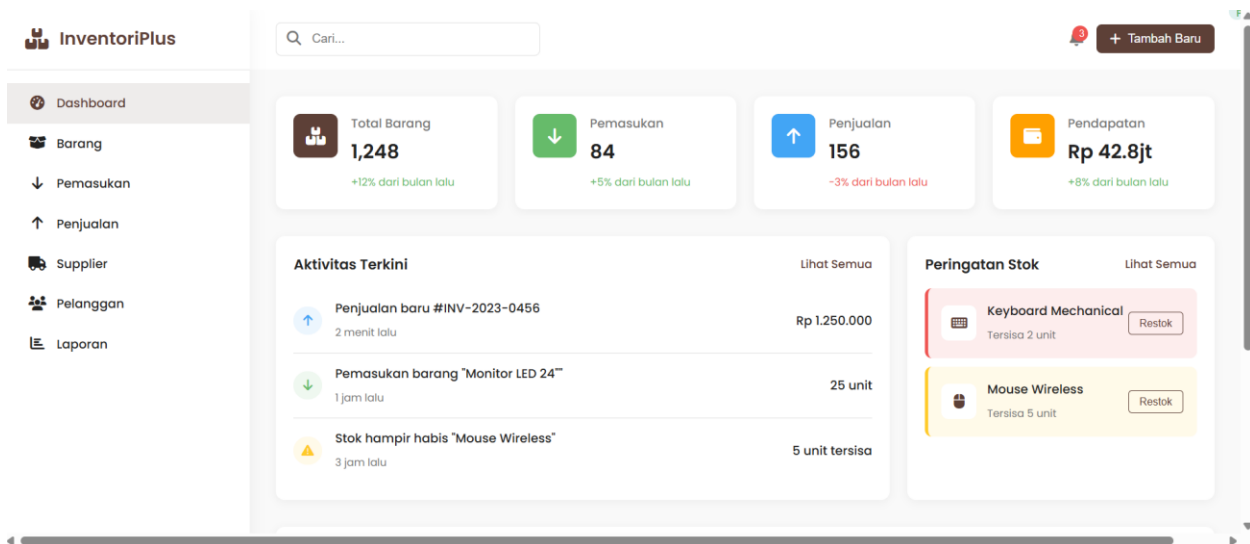 InventoriPlus
Cari...
3
+ Tambah Baru
Dashboard
Barang
Pemasukan
Penjualan
Supplier
Pelanggan
Laporan
Total Barang
1,248
+12% dari bulan lalu
Pemasukan
84
+5% dari bulan lalu
Penjualan
156
-3% dari bulan lalu
Pendapatan
Rp 42.8jt
+8% dari bulan lalu
Aktivitas Terkini
Lihat Semua
Penjualan baru #INV-2023-0456
2 menit lalu
Rp 1.250.000
Pemasukan barang "Monitor LED 24""
1 jam lalu
25 unit
Stok hampir habis "Mouse Wireless"
3 jam lalu
5 unit tersisa
Peringatan Stok
Lihat Semua
Keyboard Mechanical
Tersisa 2 unit
Restok
Mouse Wireless
Tersisa 5 unit
Restok